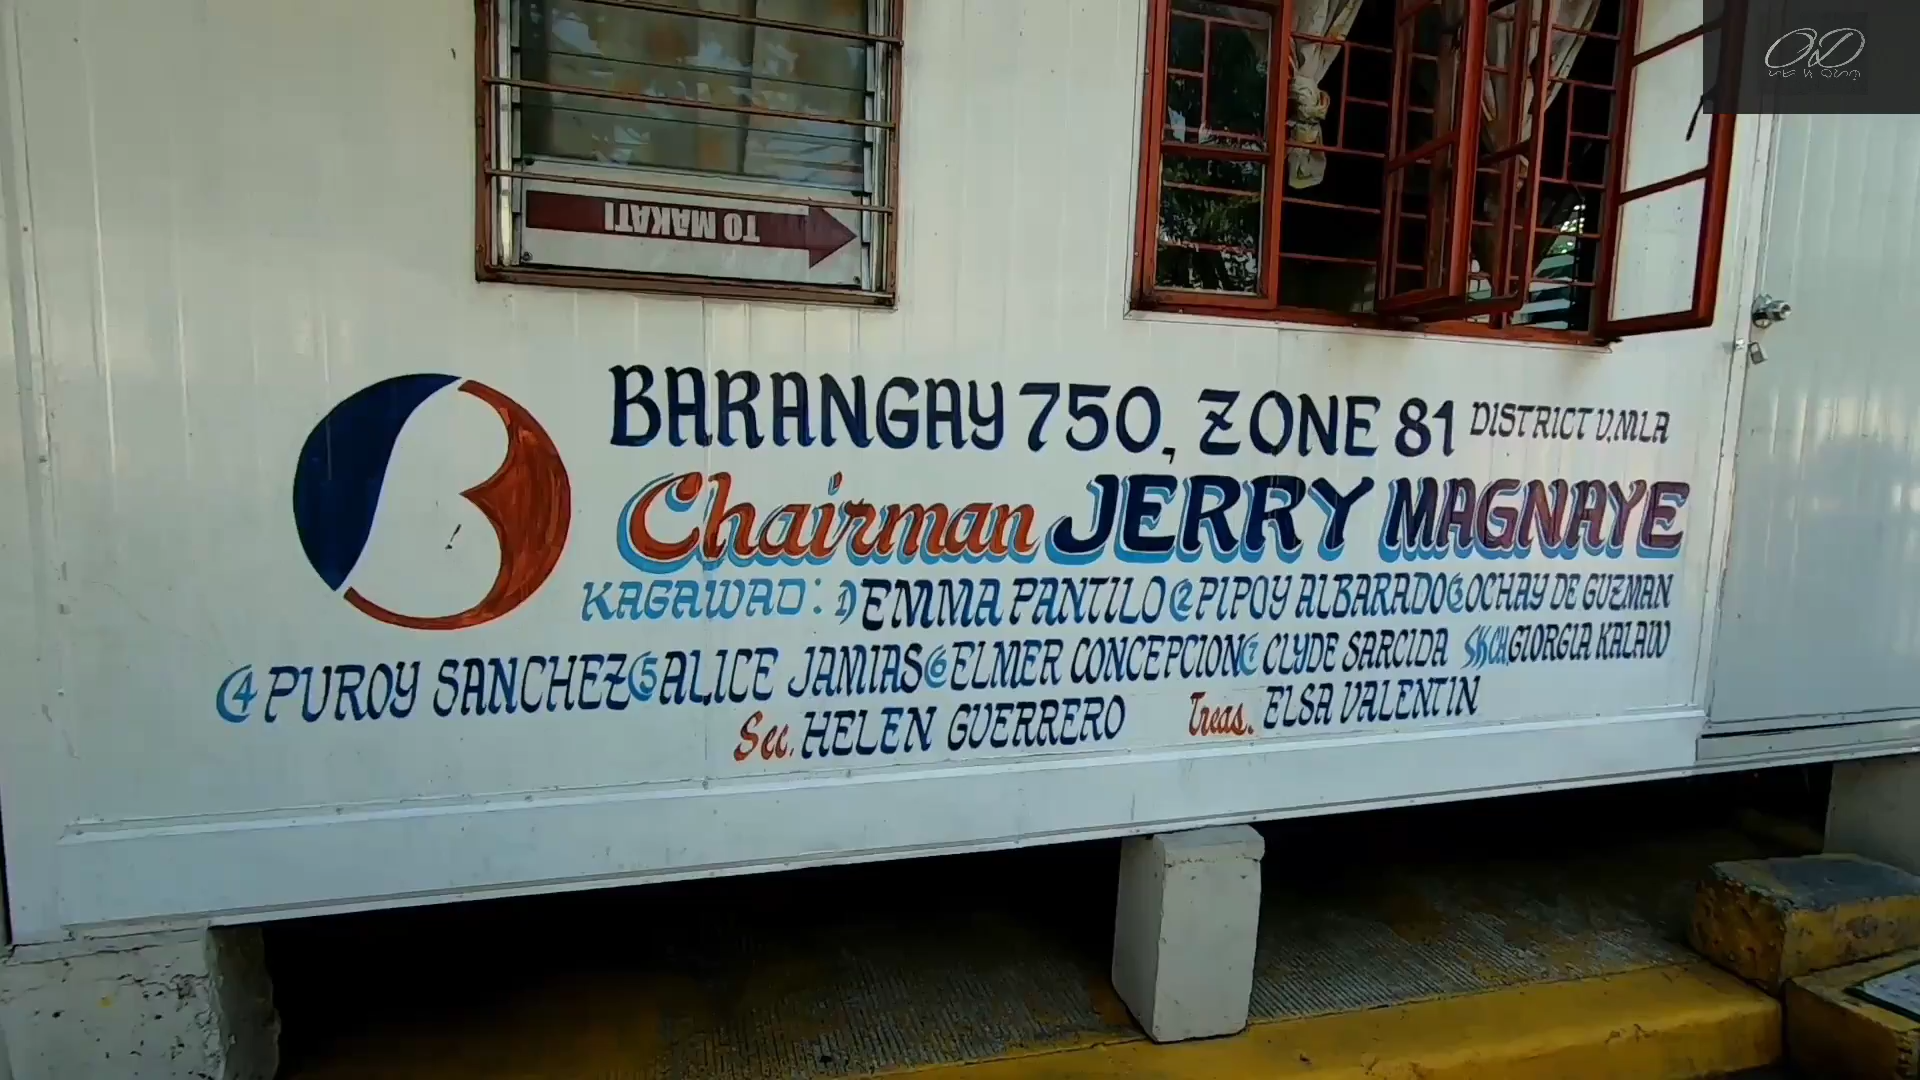 TO MAKATI
BARANGAY 750, ZONE 81 DISTRICT V, MLA
Chairman JERRY MAGNAYE
KAGAWAD: 1) EMMA PANTILO 2 PIPOY ALBARADO 3 OCHAY DE GUZMAN
4 PUROY SANCHEZ 5 ALICE JAMIAS 6 ELMER CONCEPCION 7 CLYDE SARCIDA SK CH. GIORGIA KALAW
Sec. HELEN GUERRERO Treas. ELSA VALENTIN